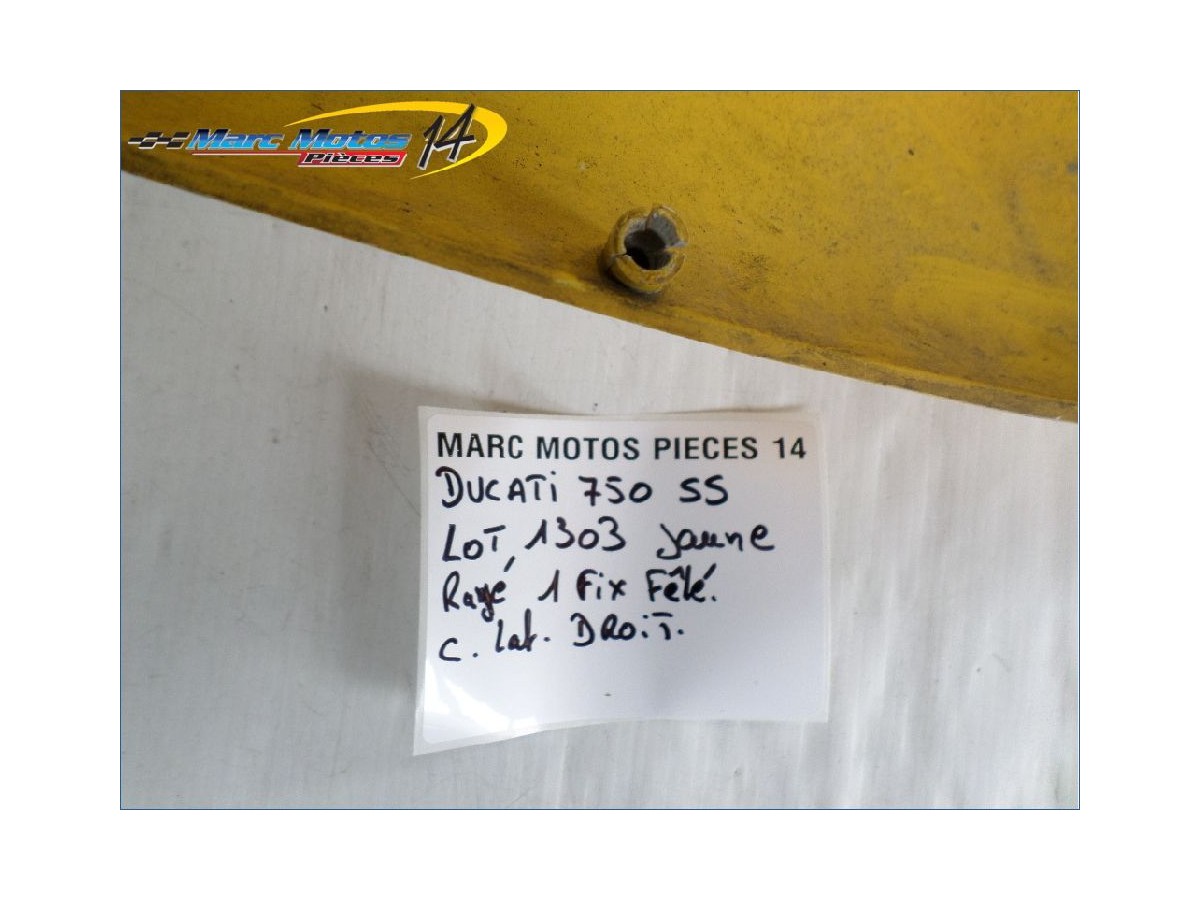 Marc Motos 14
Pièces
MARC MOTOS PIECES 14
DUCATi 750 SS
LOT 1303 jaune
Rayé 1 Fix Fêlé.
C. Lat. DROiT.